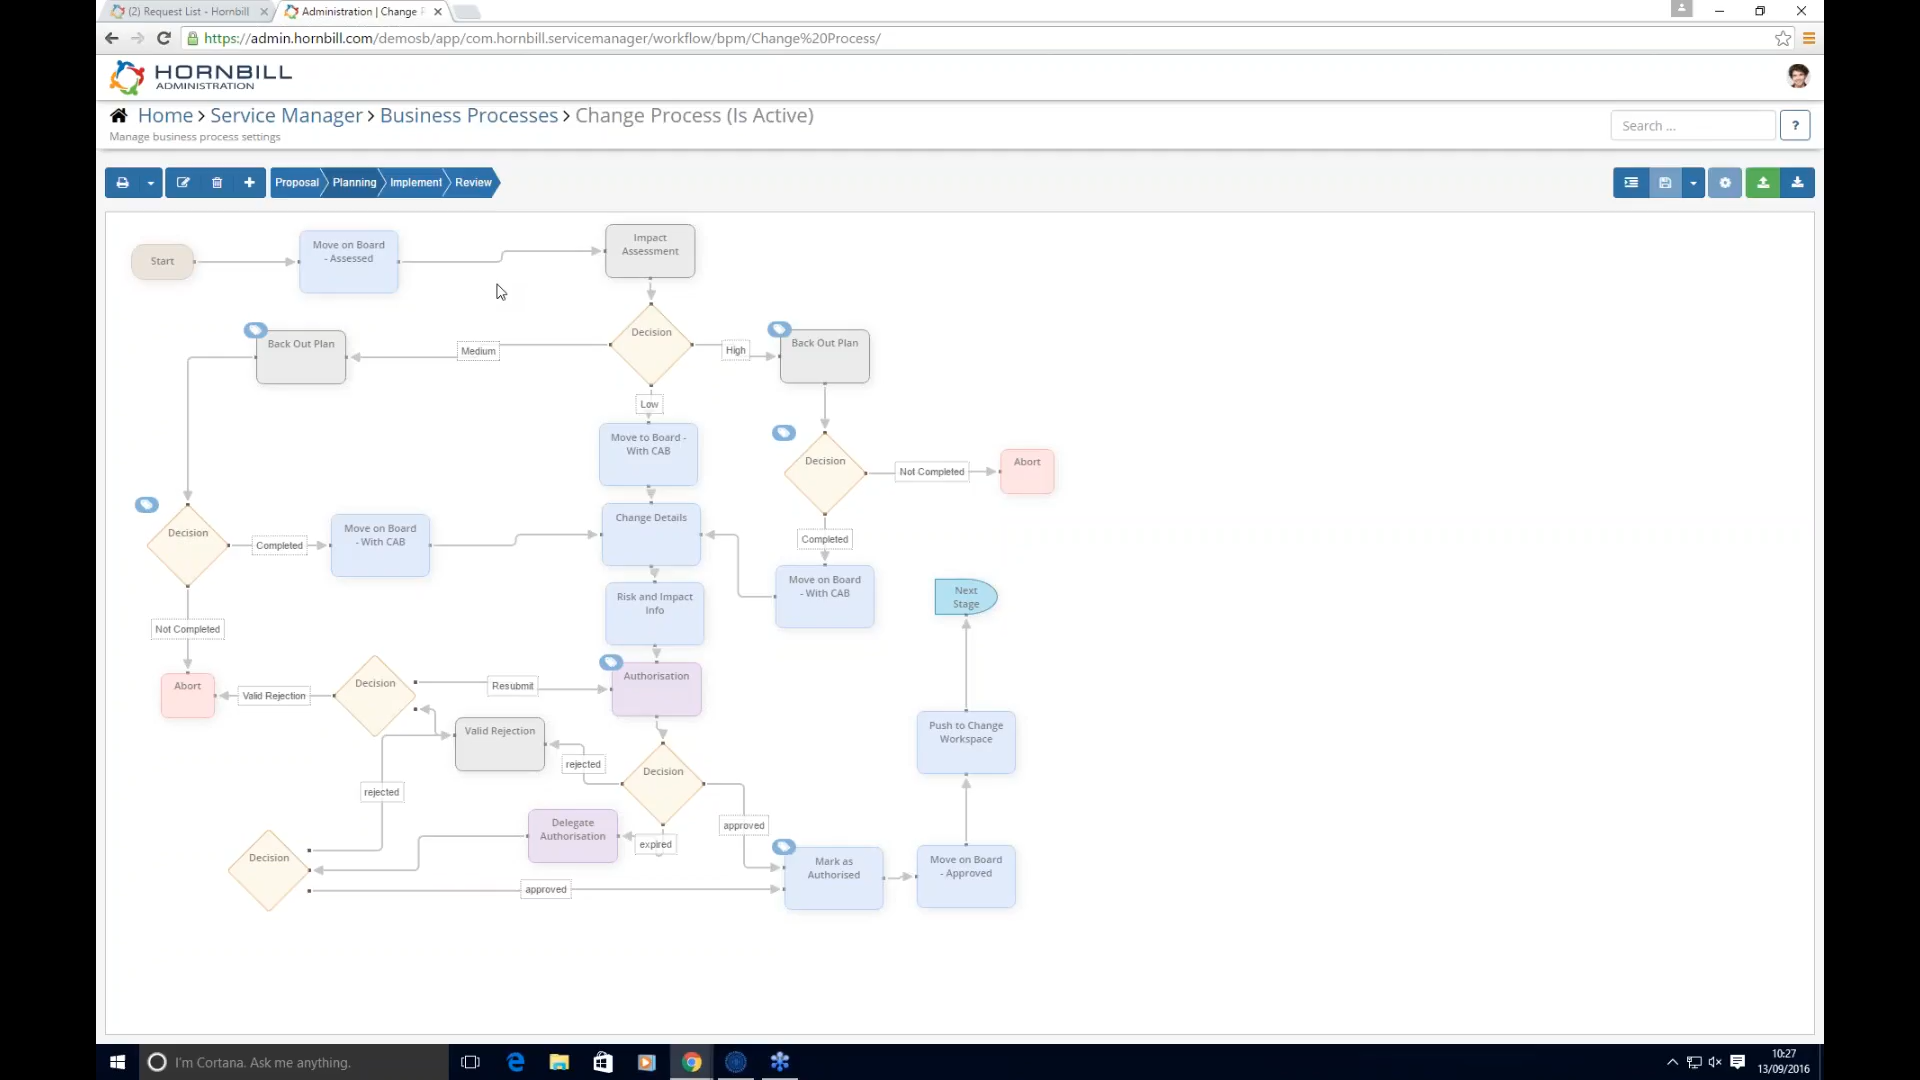 (2) Request List - Hornbill
Administration | Change P
https://admin.hornbill.com/demosb/app/com.hornbill.servicemanager/workflow/bpm/Change%20Process/
HORNBILL
ADMINISTRATION
Home > Service Manager > Business Processes > Change Process (Is Active)
Manage business process settings
Search ...
?
Proposal
Planning
Implement
Review
Start
Move on Board
- Assessed
Impact
Assessment
Back Out Plan
Medium
Decision
High
Back Out Plan
Low
Move to Board -
With CAB
Decision
Not Completed
Abort
Decision
Completed
Move on Board
- With CAB
Change Details
Completed
Move on Board
- With CAB
Next
Stage
Risk and Impact
Info
Not Completed
Abort
Valid Rejection
Decision
Resubmit
Authorisation
Valid Rejection
rejected
Decision
Push to Change
Workspace
rejected
Delegate
Authorisation
expired
approved
Decision
approved
Mark as
Authorised
Move on Board
- Approved
I'm Cortana. Ask me anything.
10:27
13/09/2016